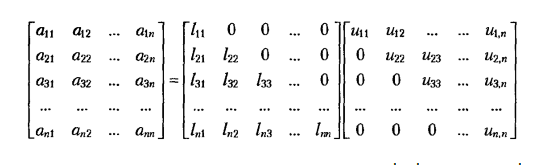 a11 a12 ... a1n l11 0 0 ... 0 u11 u12 ... ... u1,n
a21 a22 ... a2n l21 l22 0 ... 0 0 u22 u23 ... u2,n
a31 a32 ... a3n = l31 l32 l33 ... 0 0 0 u33 ... u3,n
... ... ... ... ... ... ... ... ... ... ... ... ... ...
an1 an2 ... ann ln1 ln2 ln3 ... lnn 0 0 0 ... un,n